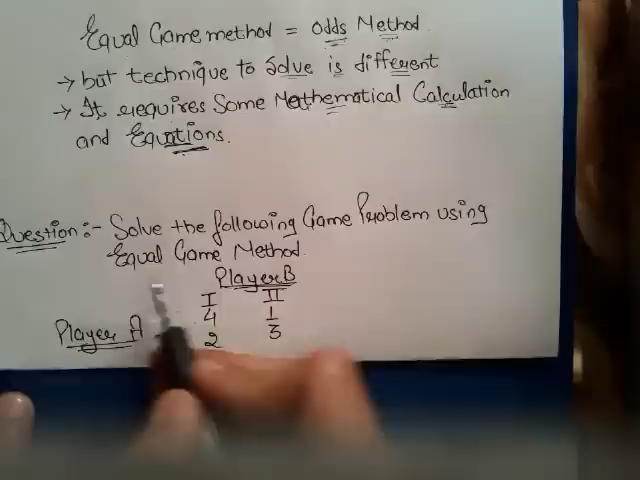 Equal Game method = odds Method
→ but technique to solve is different
→ It requires Some Mathematical Calculation
and Equations.
Question:- Solve the following Game Problem using
Equal Game Method
Player B
I II
4 1
Player A
2 3